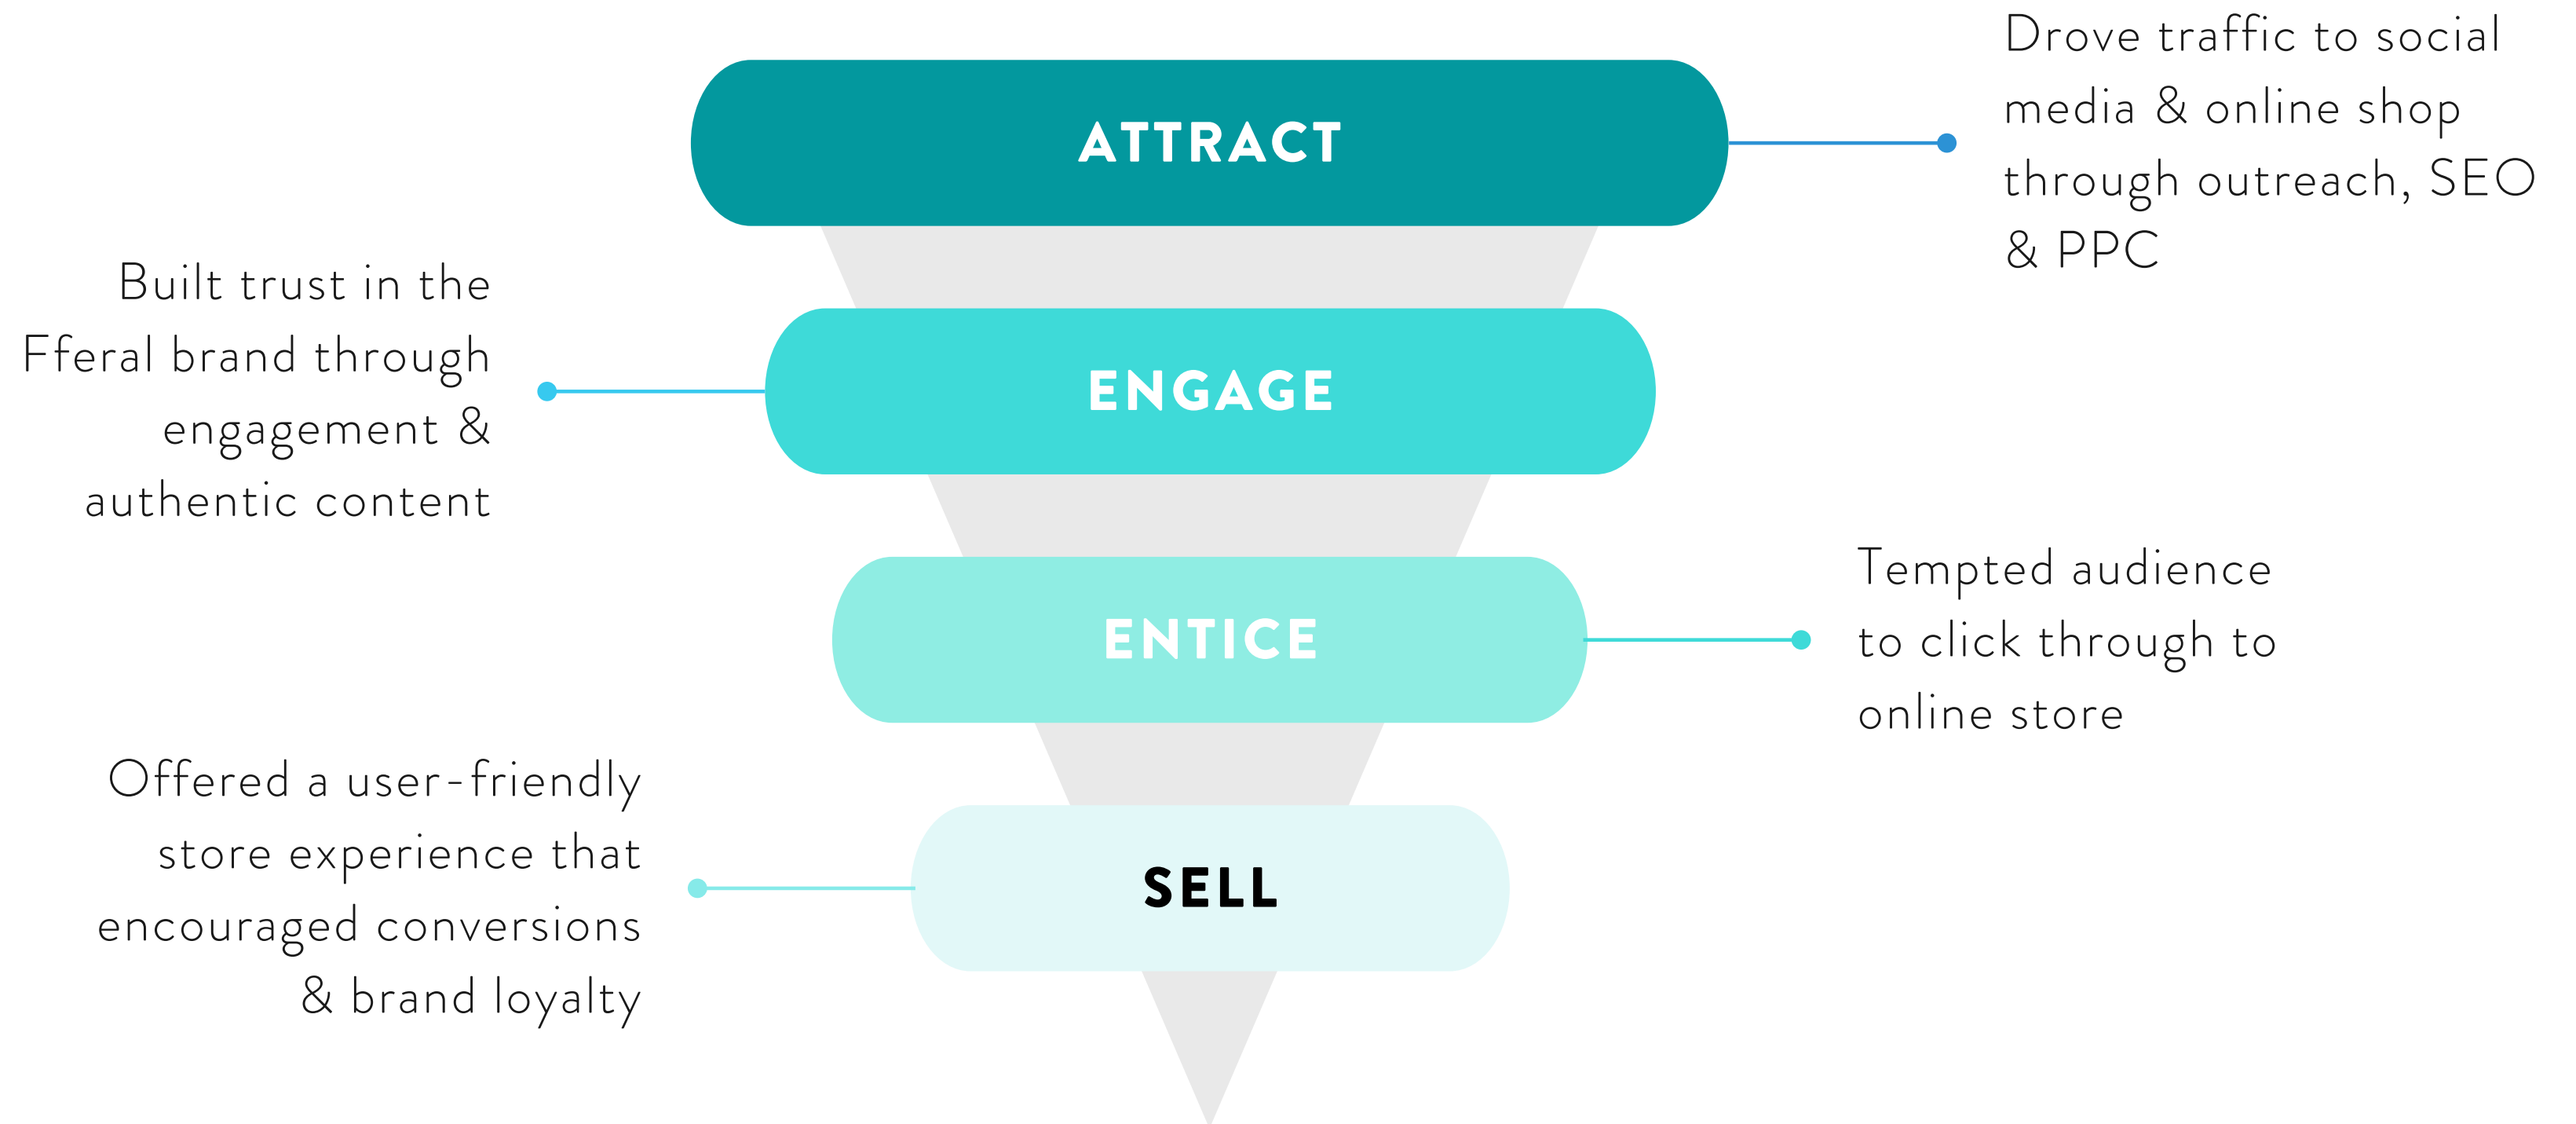 ATTRACT
Drove traffic to social
media & online shop
through outreach, SEO
& PPC
ENGAGE
Built trust in the
Fferal brand through
engagement &
authentic content
ENTICE
Tempted audience
to click through to
online store
SELL
Offered a user-friendly
store experience that
encouraged conversions
& brand loyalty